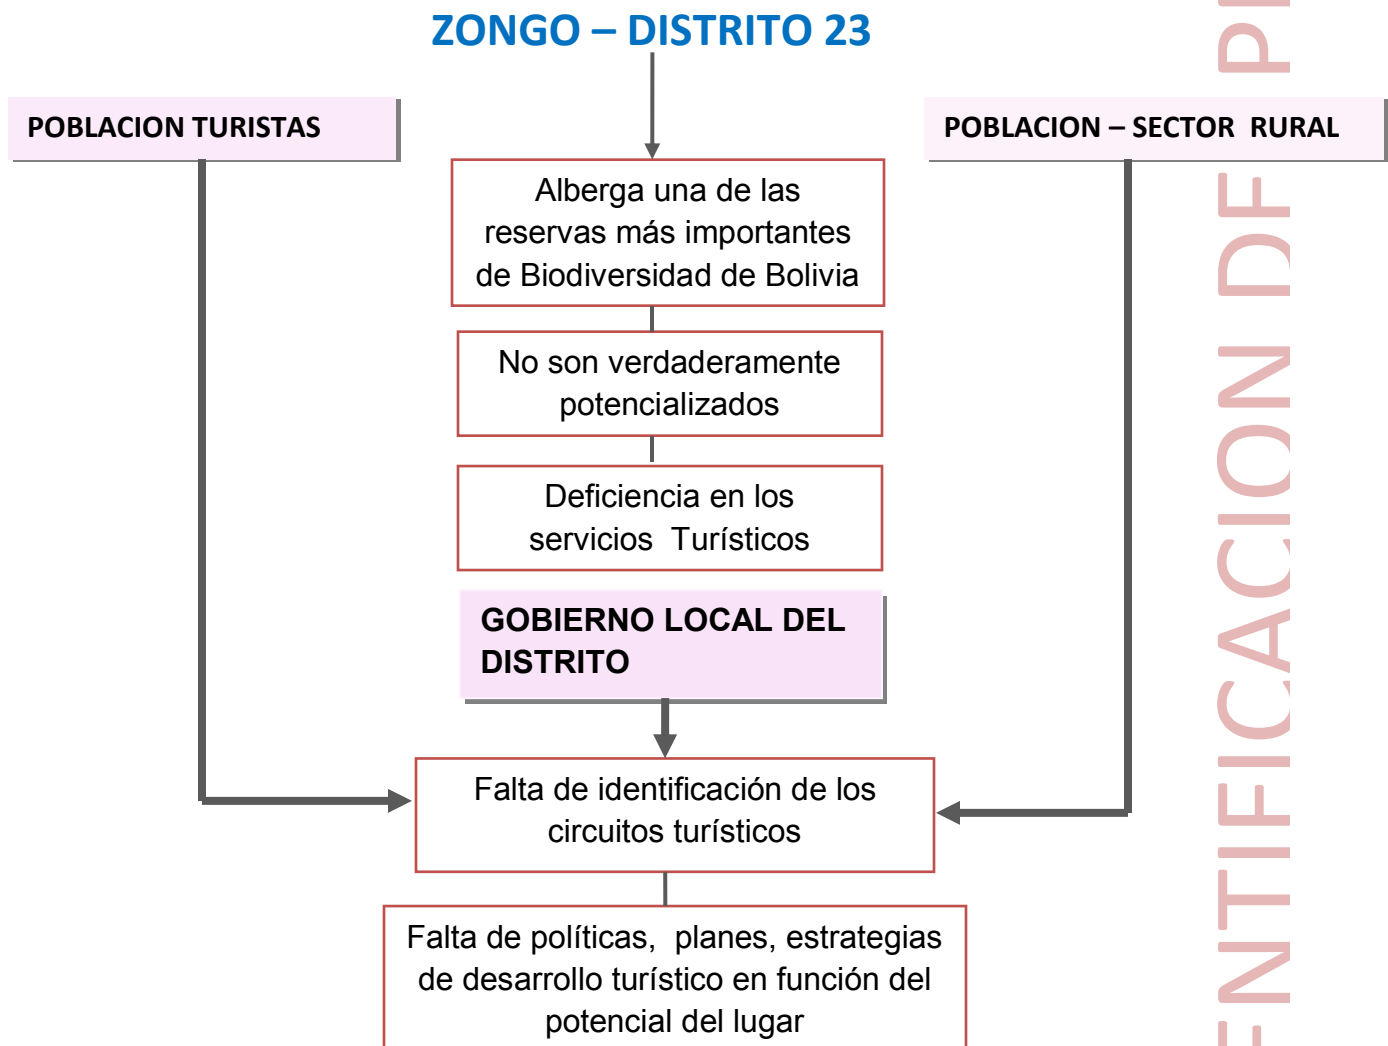 ZONGO – DISTRITO 23
POBLACION TURISTAS
POBLACION – SECTOR RURAL
Alberga una de las
reservas más importantes
de Biodiversidad de Bolivia
No son verdaderamente
potencializados
Deficiencia en los
servicios Turísticos
GOBIERNO LOCAL DEL
DISTRITO
Falta de identificación de los
circuitos turísticos
Falta de políticas, planes, estrategias
de desarrollo turístico en función del
potencial del lugar
ENTIFICACION DE P